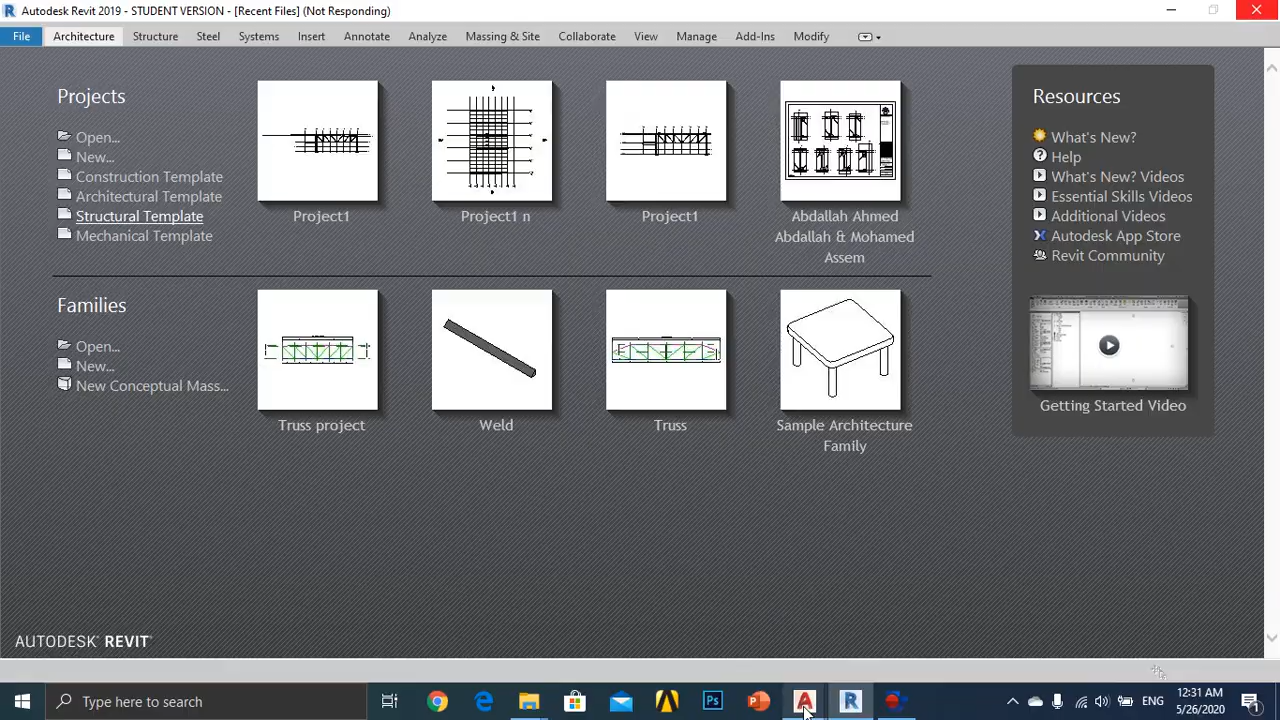 Autodesk Revit 2019 - STUDENT VERSION - [Recent Files] (Not Responding)
File Architecture Structure Steel Systems Insert Annotate Analyze Massing & Site Collaborate View Manage Add-Ins Modify
Projects
Open...
New...
Construction Template
Architectural Template
Structural Template
Mechanical Template
Project1
Project1 n
Project1
Abdallah Ahmed
Abdallah & Mohamed
Assem
Families
Open...
New...
New Conceptual Mass...
Truss project
Weld
Truss
Sample Architecture
Family
Resources
What's New?
Help
What's New? Videos
Essential Skills Videos
Additional Videos
Autodesk App Store
Revit Community
Getting Started Video
AUTODESK® REVIT®
Type here to search
Ps
ENG
12:31 AM
5/26/2020
1